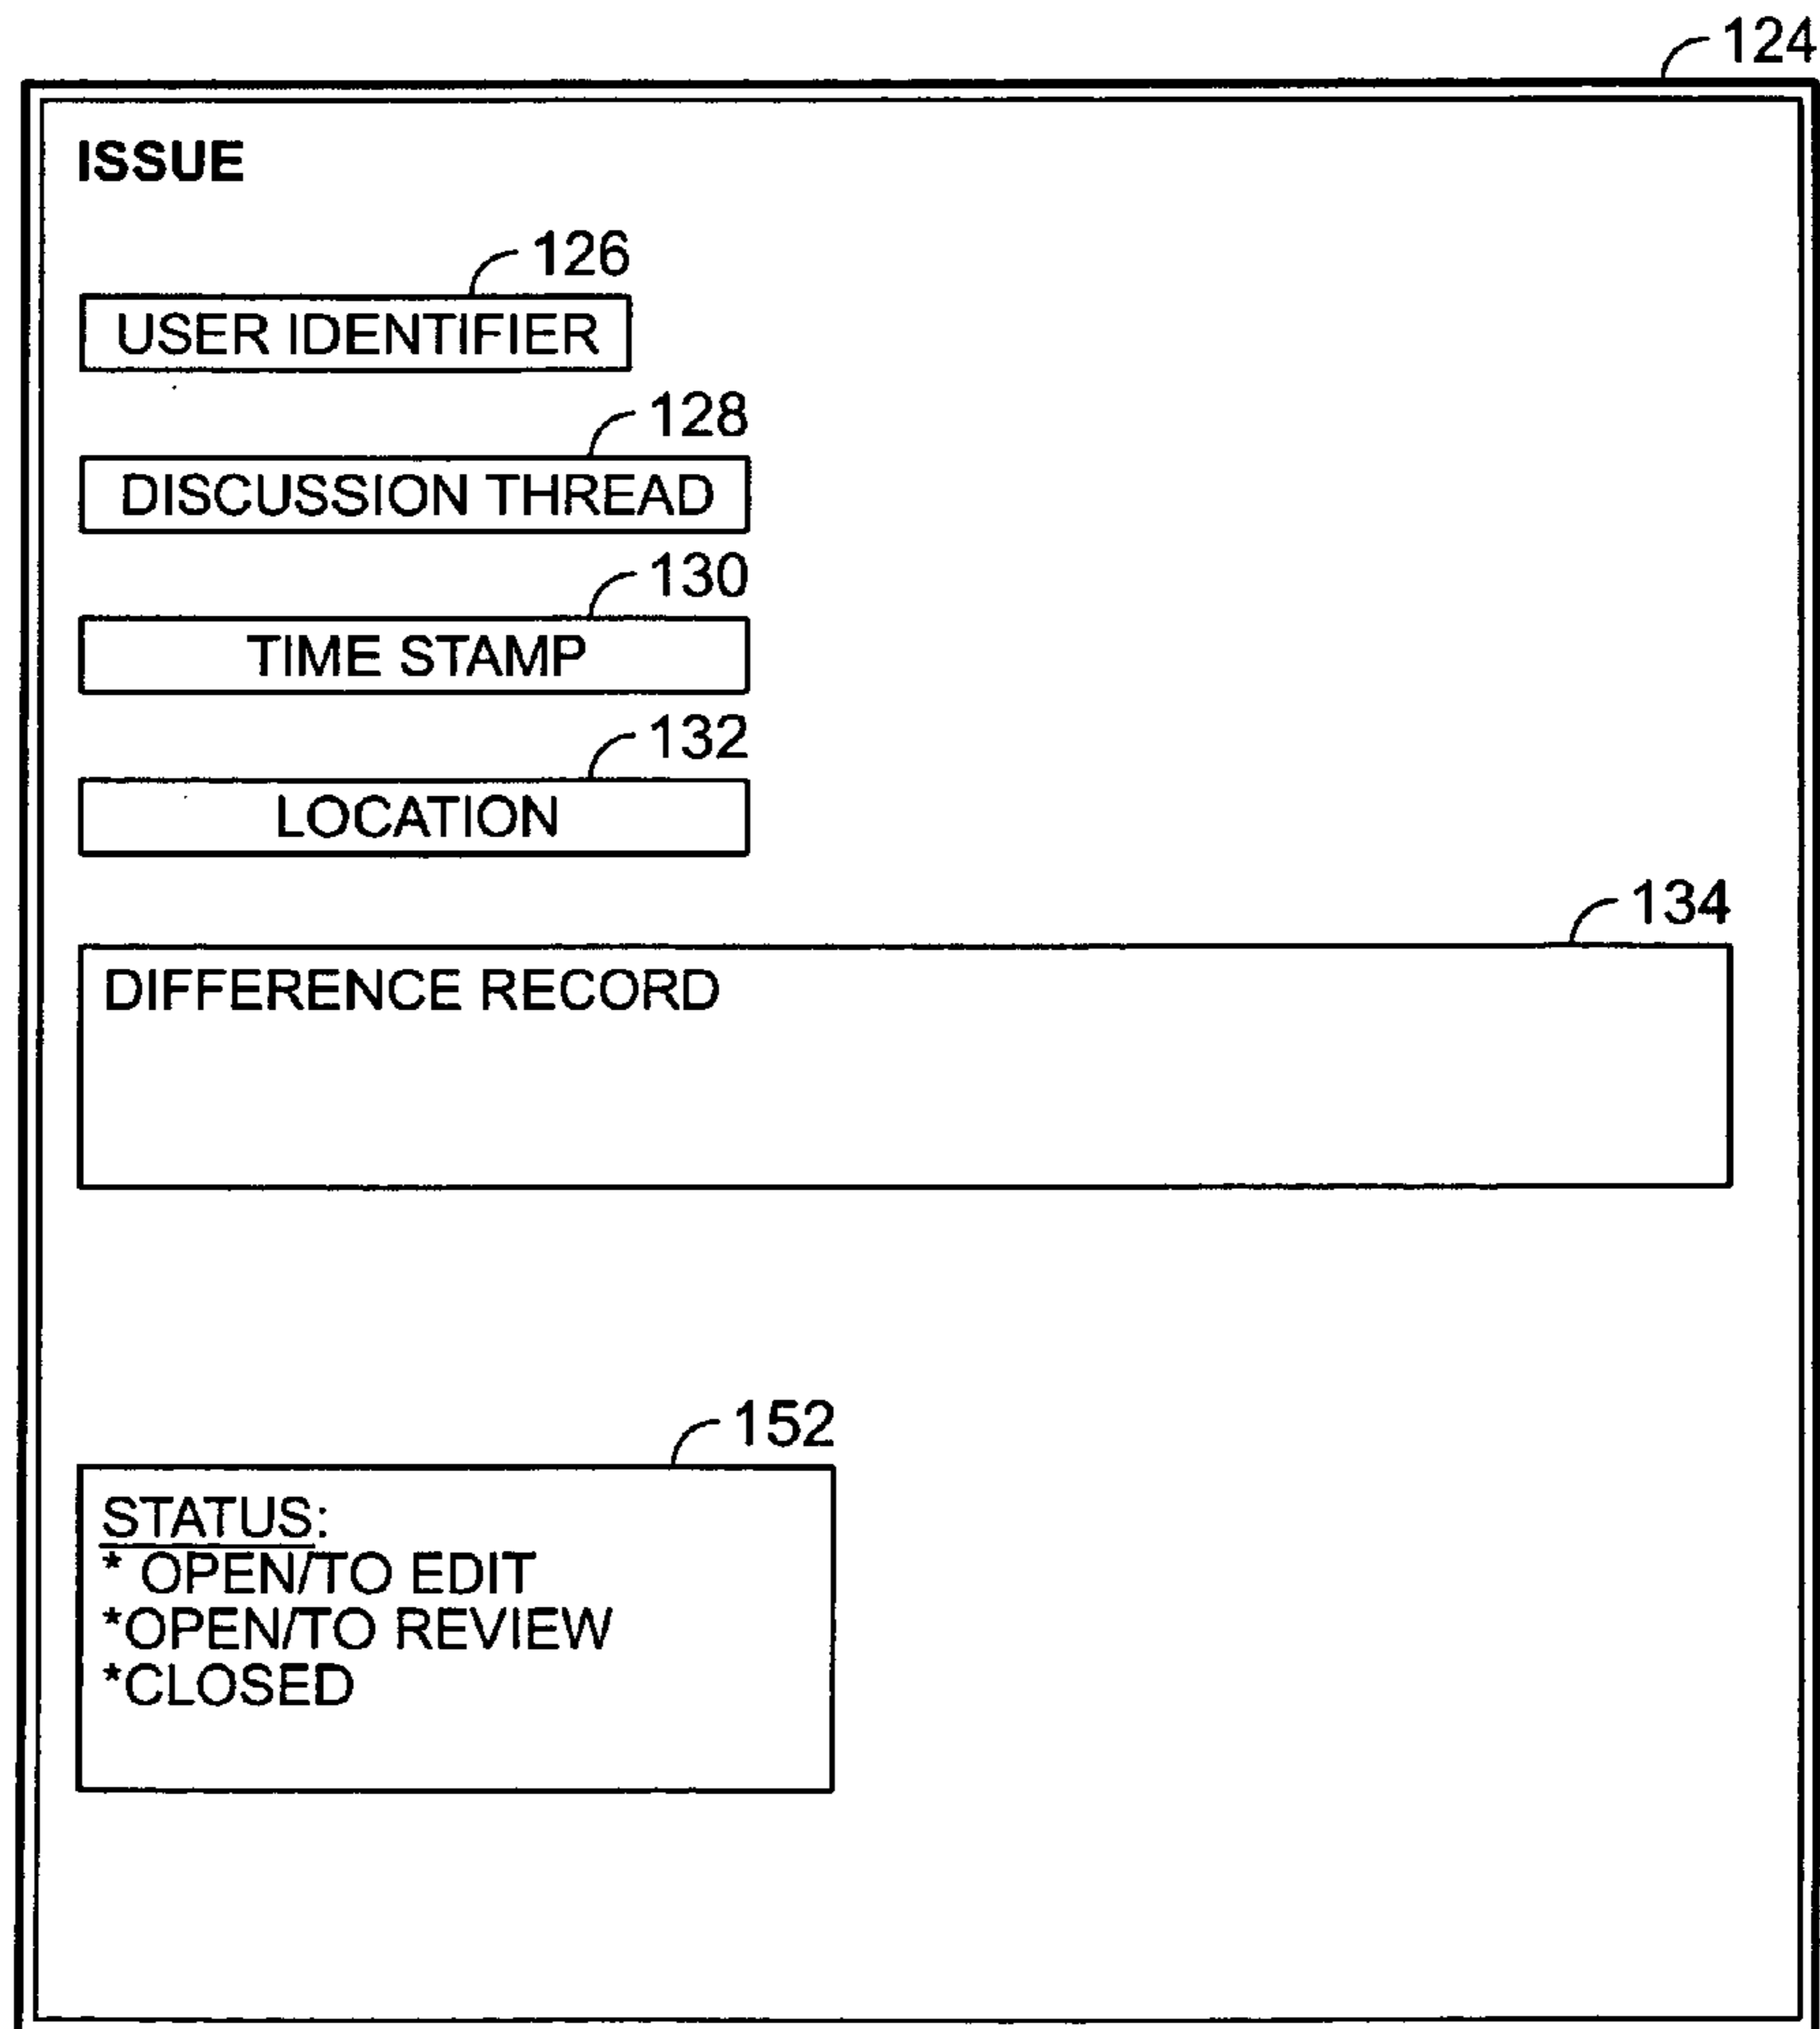 124
ISSUE
126
USER IDENTIFIER
128
DISCUSSION THREAD
130
TIME STAMP
132
LOCATION
134
DIFFERENCE RECORD
152
STATUS:
* OPEN/TO EDIT
*OPEN/TO REVIEW
*CLOSED